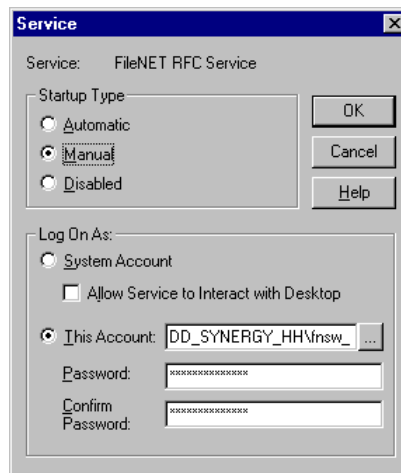 Service
Service: FileNET RFC Service
Startup Type
Automatic
Manual
Disabled
OK
Cancel
Help
Log On As:
System Account
Allow Service to Interact with Desktop
This Account: DD_SYNERGY_HH\fnsw_ ...
Password: **************
Confirm
Password: **************